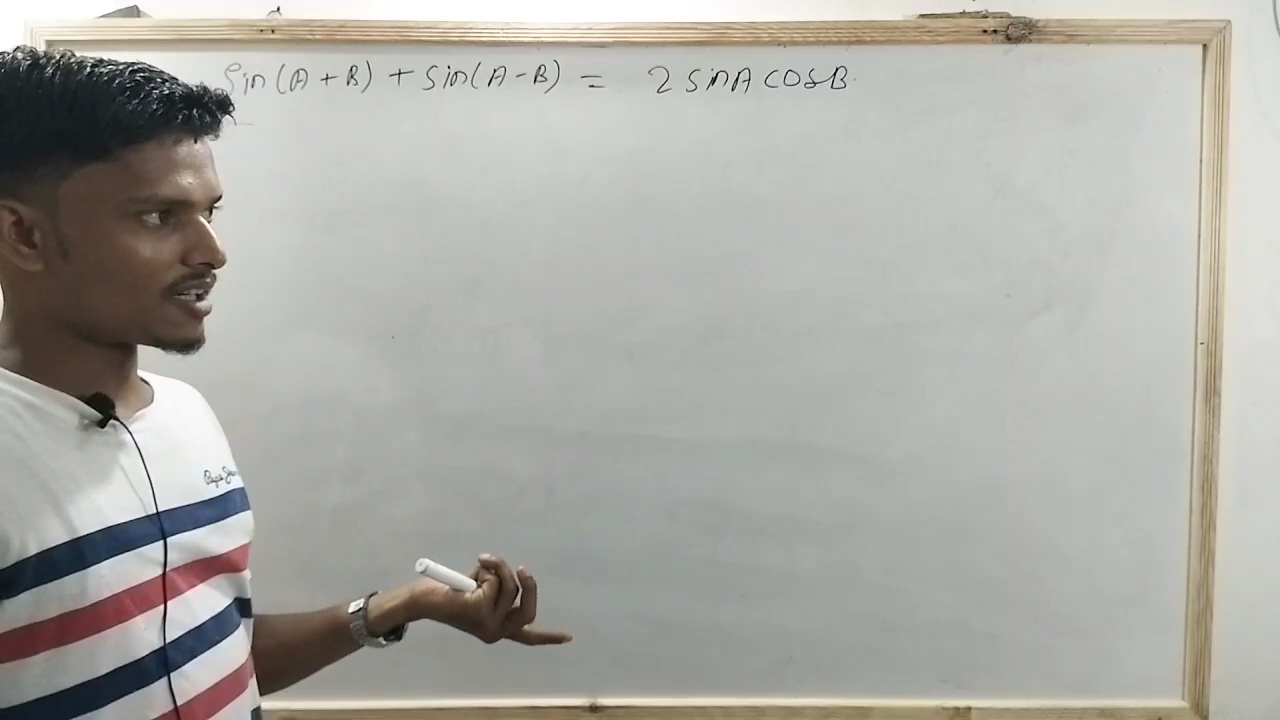 Sin(A+B) + Sin(A-B) = 2 SinA COSB